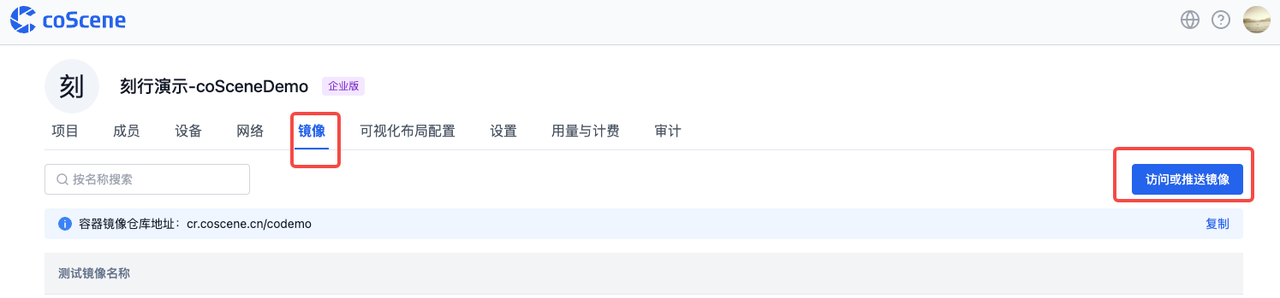 coScene
刻 刻行演示-coSceneDemo 企业版
项目 成员 设备 网络 镜像 可视化布局配置 设置 用量与计费 审计
按名称搜索 访问或推送镜像
容器镜像仓库地址：cr.coscene.cn/codemo 复制
测试镜像名称